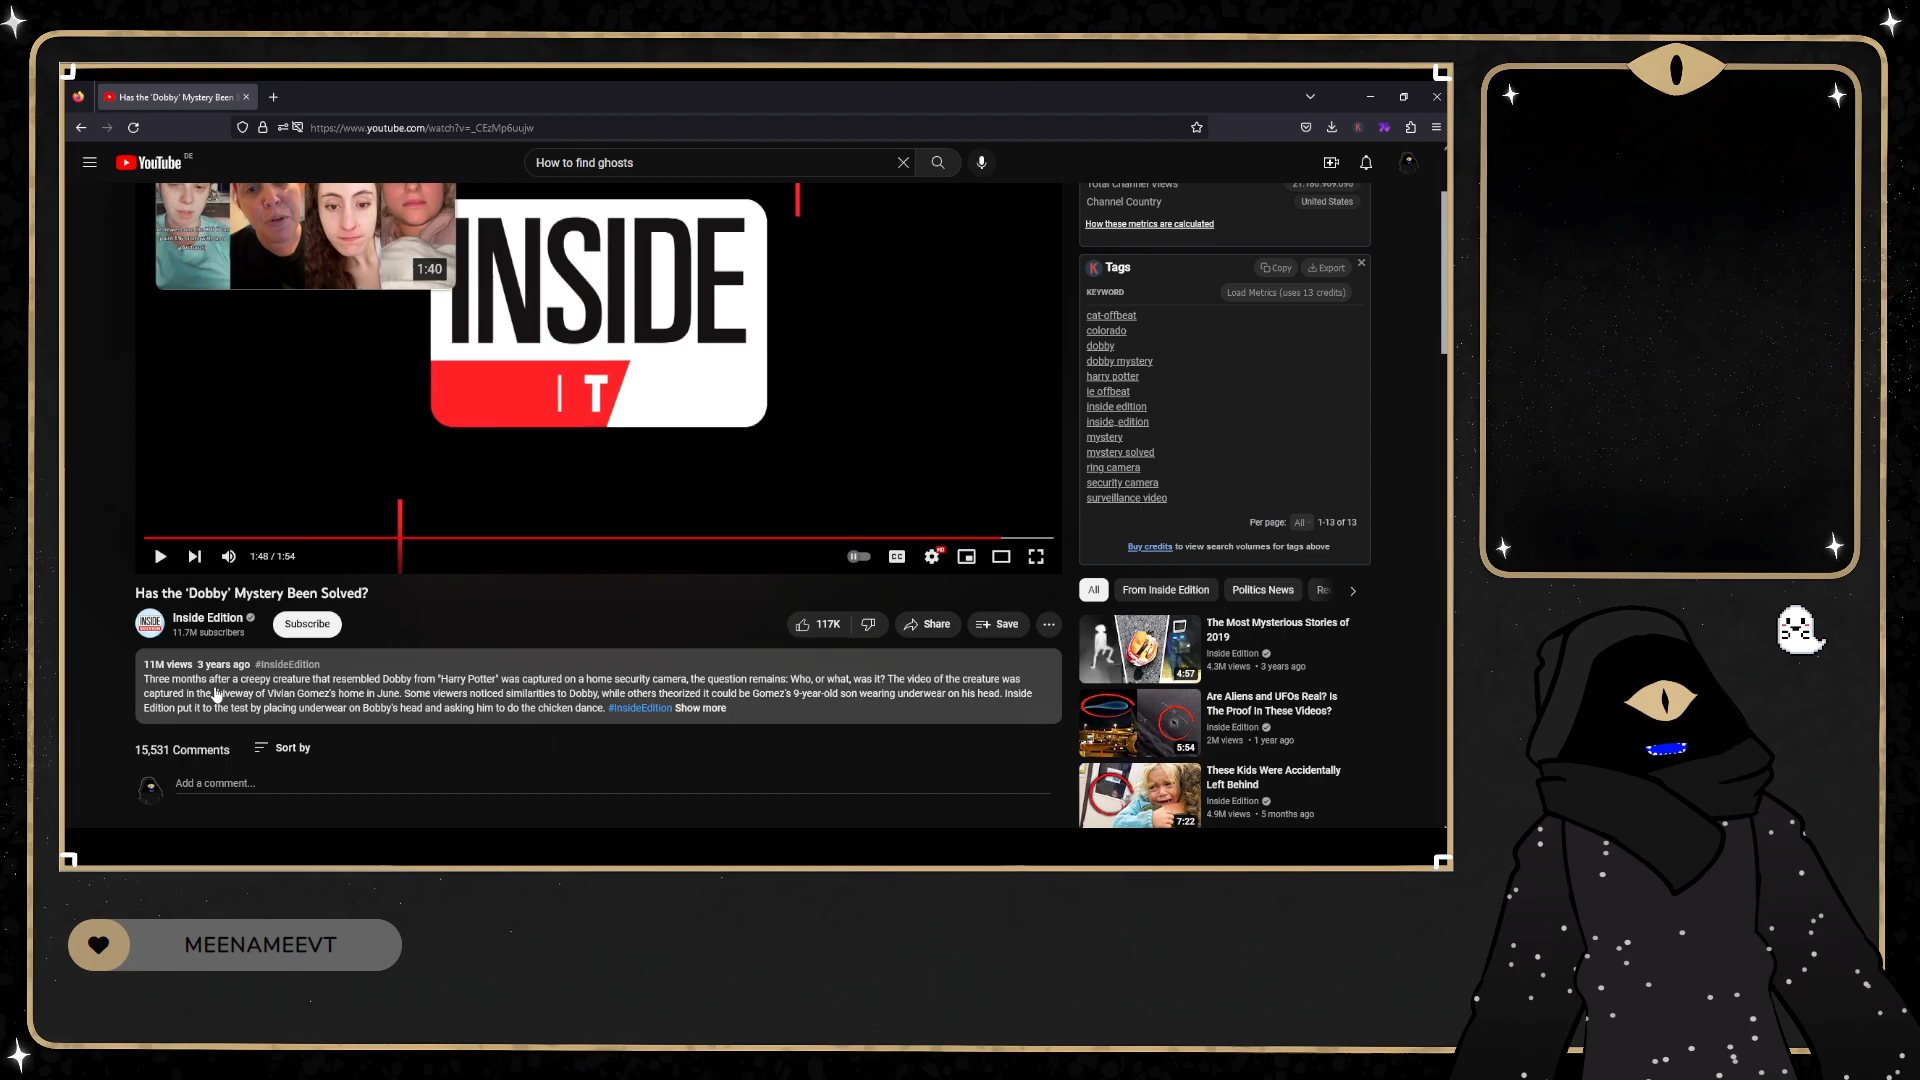 Has the 'Dobby' Mystery Been S
https://www.youtube.com/watch?v=_CEzMp6uujw
YouTube DE
How to find ghosts
1:40
INSIDE
T
1:48 / 1:54
CC
HD
Has the 'Dobby' Mystery Been Solved?
INSIDE EDITION
Inside Edition
11.7M subscribers
Subscribe
117K
Share
Save
11M views 3 years ago #InsideEdition
Three months after a creepy creature that resembled Dobby from "Harry Potter" was captured on a home security camera, the question remains: Who, or what, was it? The video of the creature was
captured in the driveway of Vivian Gomez's home in June. Some viewers noticed similarities to Dobby, while others theorized it could be Gomez's 9-year-old son wearing underwear on his head. Inside
Edition put it to the test by placing underwear on Bobby's head and asking him to do the chicken dance. #InsideEdition Show more
15,531 Comments
Sort by
Add a comment...
Total Channel Views
21.180.909.090
Channel Country
United States
How these metrics are calculated
K Tags
Copy
Export
KEYWORD
Load Metrics (uses 13 credits)
cat-offbeat
colorado
dobby
dobby mystery
harry potter
ie offbeat
inside edition
inside_edition
mystery
mystery solved
ring camera
security camera
surveillance video
Per page: All 1-13 of 13
Buy credits to view search volumes for tags above
All
From Inside Edition
Politics News
Re
The Most Mysterious Stories of
2019
Inside Edition
4.3M views • 3 years ago
4:57
Are Aliens and UFOs Real? Is
The Proof In These Videos?
Inside Edition
2M views • 1 year ago
5:54
These Kids Were Accidentally
Left Behind
Inside Edition
4.9M views • 5 months ago
7:22
MEENAMEEVT